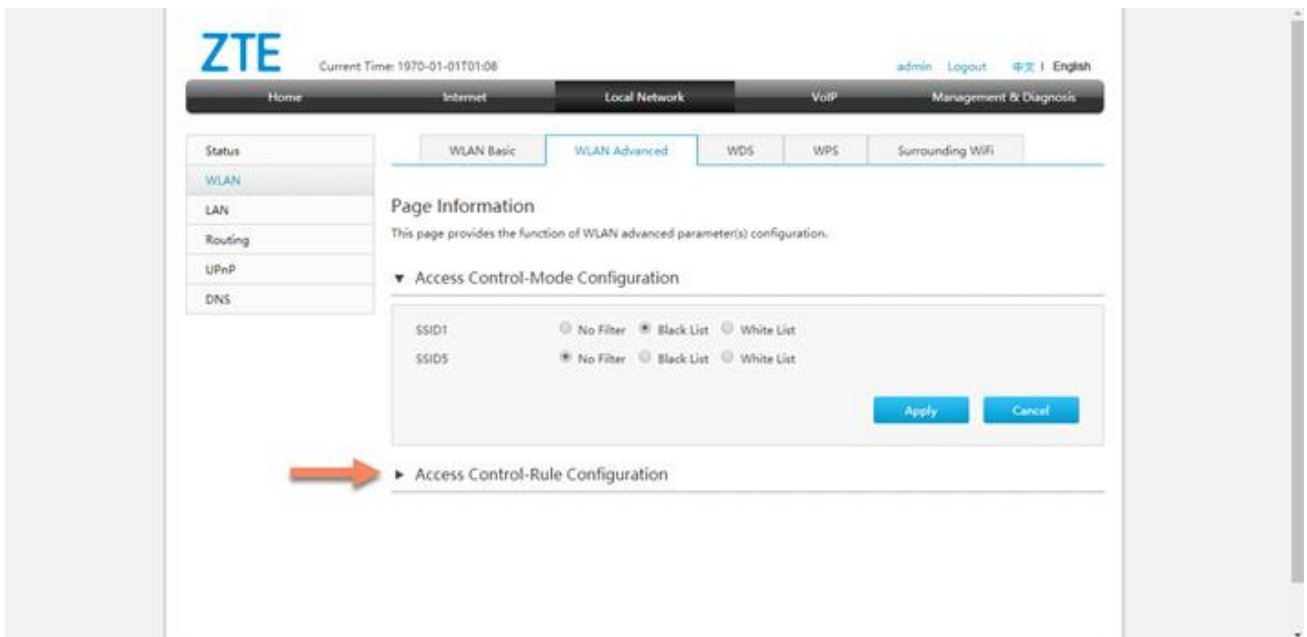 ZTE
Current Time: 1970-01-01T01:08
admin Logout 中文 | English
Home Internet Local Network VoIP Management & Diagnosis
Status
WLAN
LAN
Routing
UPnP
DNS
WLAN Basic WLAN Advanced WDS WPS Surrounding WiFi
Page Information
This page provides the function of WLAN advanced parameter(s) configuration.
▼ Access Control-Mode Configuration
SSID1 No Filter Black List White List
SSID5 No Filter Black List White List
Apply Cancel
► Access Control-Rule Configuration